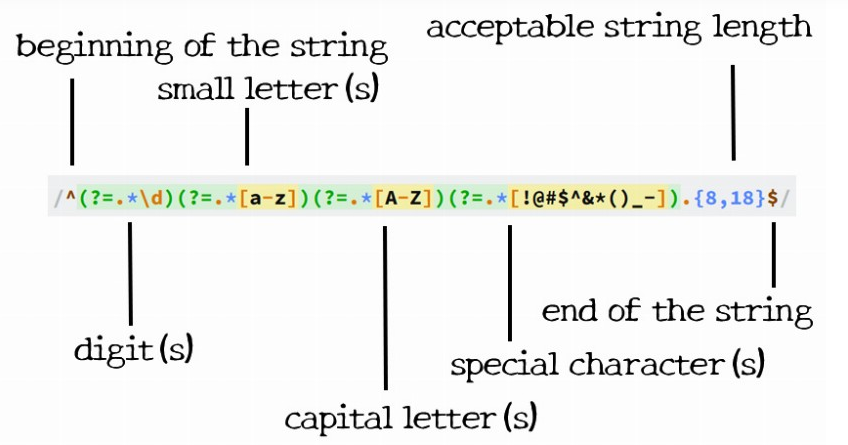 acceptable string length
beginning of the string
small letter(s)
/^(?=.*\d)(?=.*[a-z])(?=.*[A-Z])(?=.*[!@#$^&*()_-]).{8,18}$/
end of the string
digit(s)
special character(s)
capital letter(s)